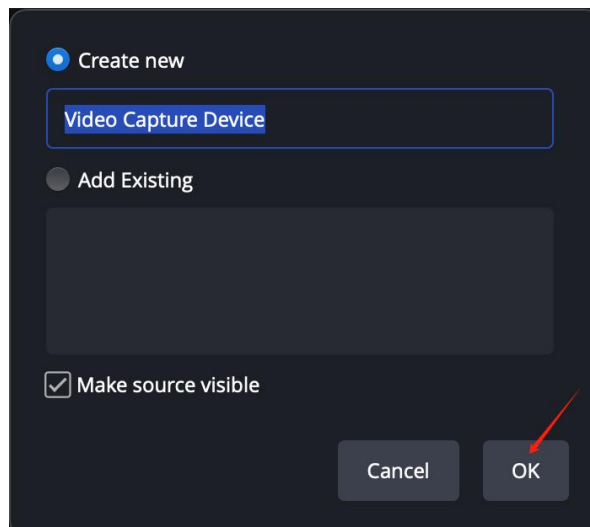 Create new
Video Capture Device
Add Existing
Make source visible
Cancel OK